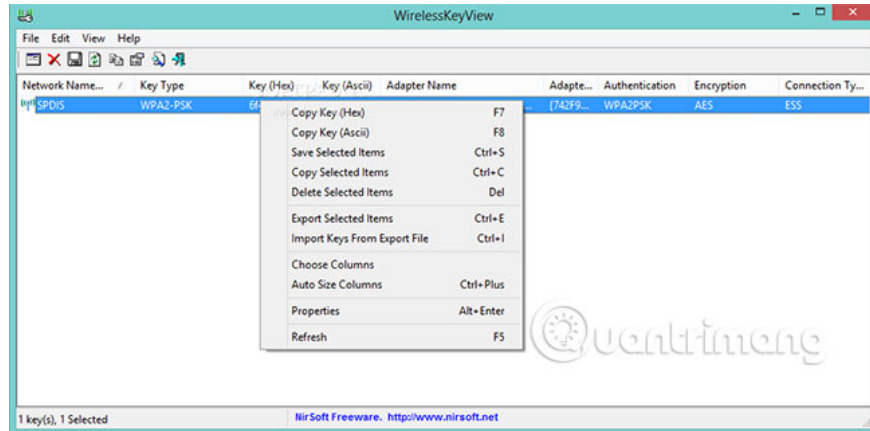 WirelessKeyView
File Edit View Help
Network Name... / Key Type Key (Hex) Key (Ascii) Adapter Name Adapte... Authentication Encryption Connection Ty...
SPDIS WPA2-PSK ... {742F9... WPA2PSK AES ESS
Copy Key (Hex) F7
Copy Key (Ascii) F8
Save Selected Items Ctrl+S
Copy Selected Items Ctrl+C
Delete Selected Items Del
Export Selected Items Ctrl+E
Import Keys From Export File Ctrl+I
Choose Columns
Auto Size Columns Ctrl+Plus
Properties Alt+Enter
Refresh F5
Quantrimang
1 key(s), 1 Selected NirSoft Freeware. http://www.nirsoft.net